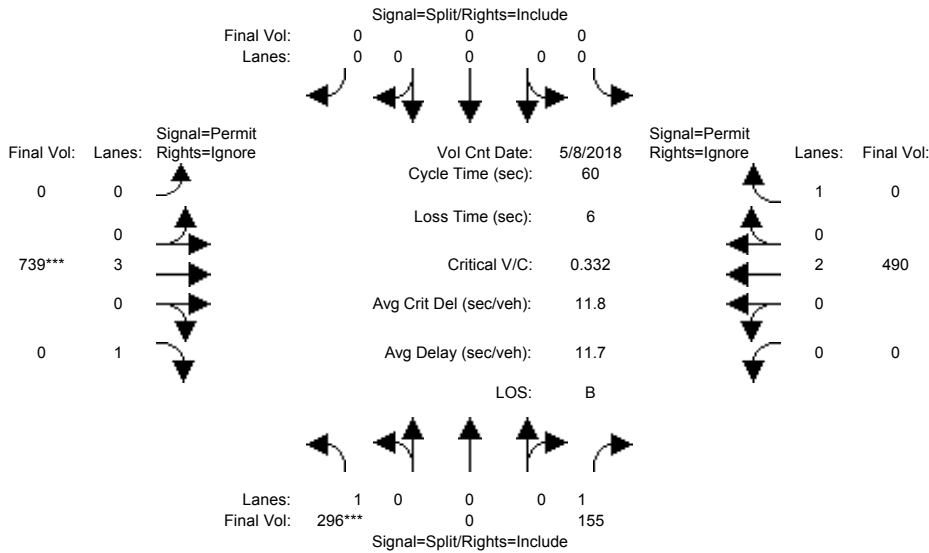 Signal=Split/Rights=Include
Final Vol: 0 0 0
Lanes: 0 0 0 0 0
Signal=Permit Signal=Permit
Final Vol: Lanes: Rights=Ignore Vol Cnt Date: 5/8/2018 Rights=Ignore Lanes: Final Vol:
Cycle Time (sec): 60
0 0 1 0
Loss Time (sec): 6
0 0
739*** 3 Critical V/C: 0.332 2 490
0 Avg Crit Del (sec/veh): 11.8 0
0 1 Avg Delay (sec/veh): 11.7 0 0
LOS: B
Lanes: 1 0 0 0 1
Final Vol: 296*** 0 155
Signal=Split/Rights=Include